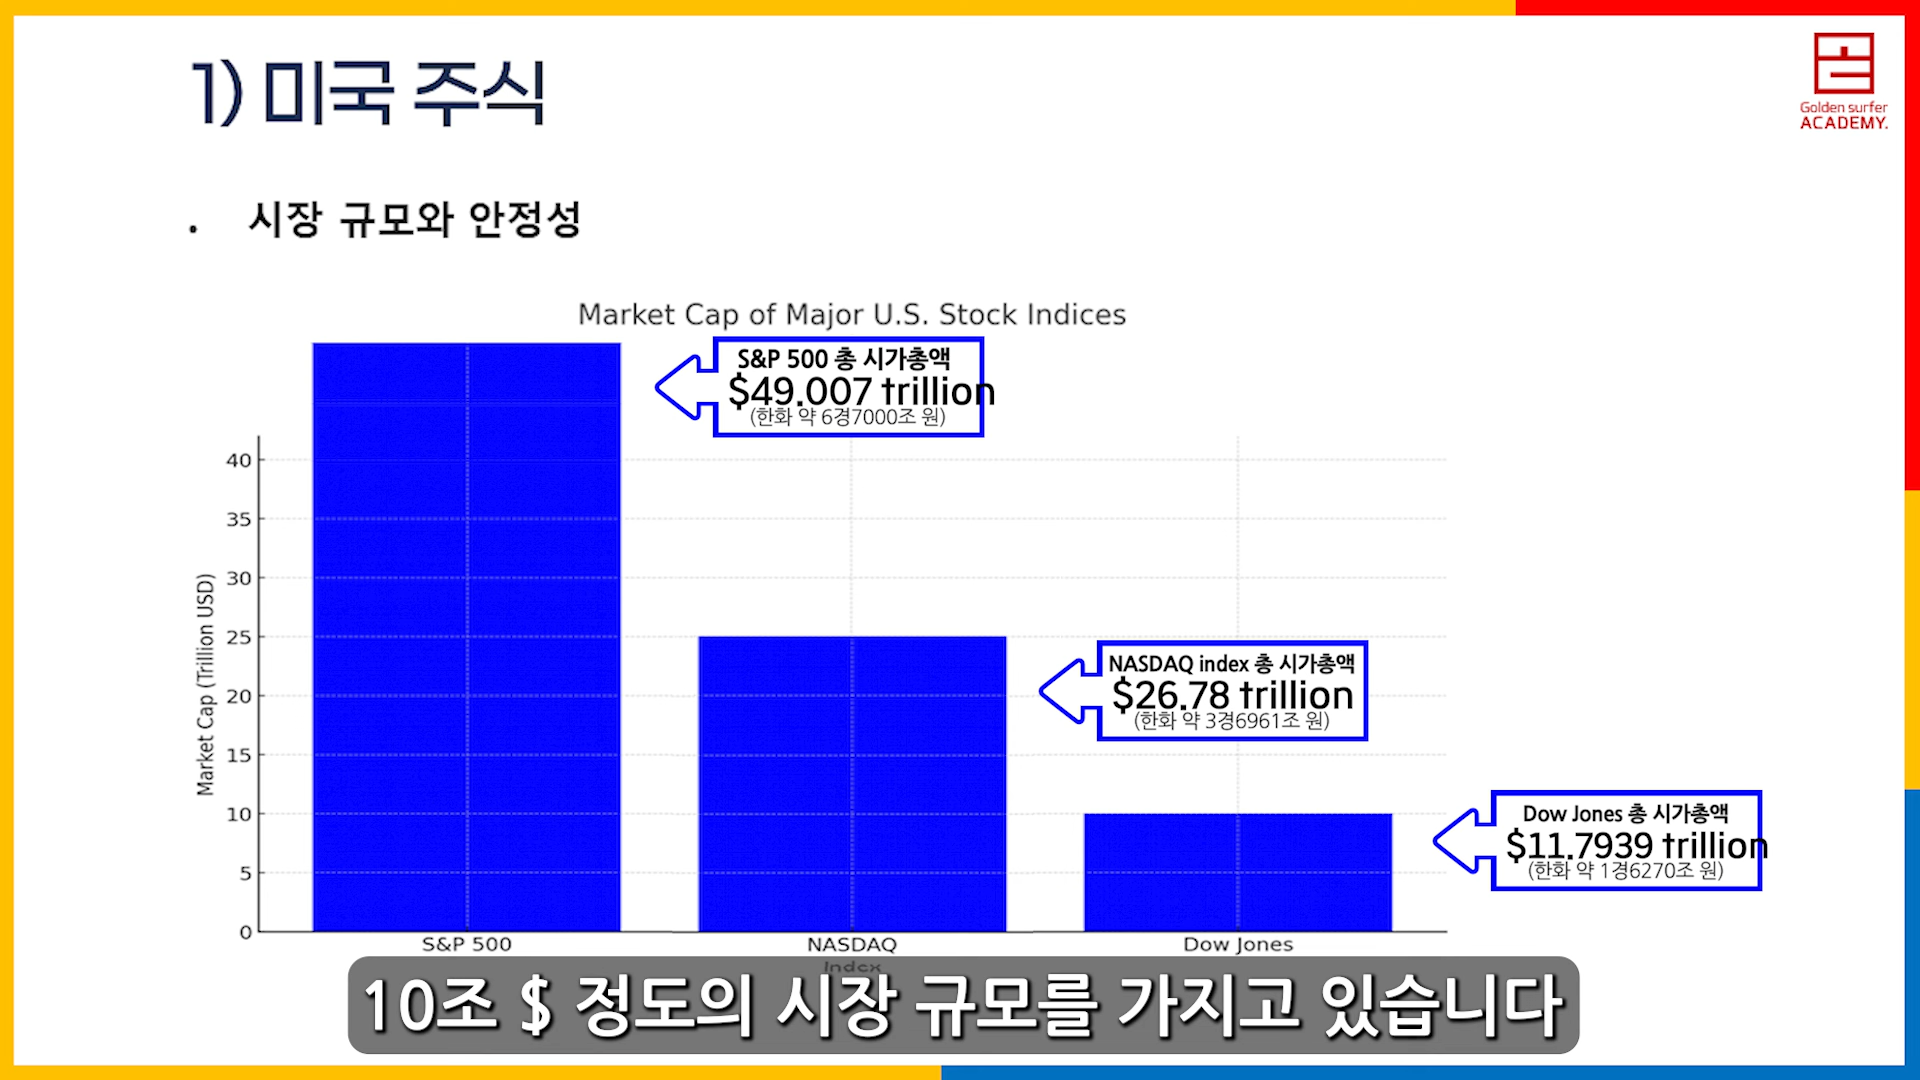 1) 미국 주식
Golden surfer
ACADEMY.
. 시장 규모와 안정성
Market Cap of Major U.S. Stock Indices
S&P 500 총 시가총액
$49.007 trillion
(한화 약 6경7000조 원)
40
35
30
25
20
15
10
5
0
Market Cap (Trillion USD)
NASDAQ index 총 시가총액
$26.78 trillion
(한화 약 3경6961조 원)
Dow Jones 총 시가총액
$11.7939 trillion
(한화 약 1경6270조 원)
S&P 500
NASDAQ
Dow Jones
Index
10조 $ 정도의 시장 규모를 가지고 있습니다